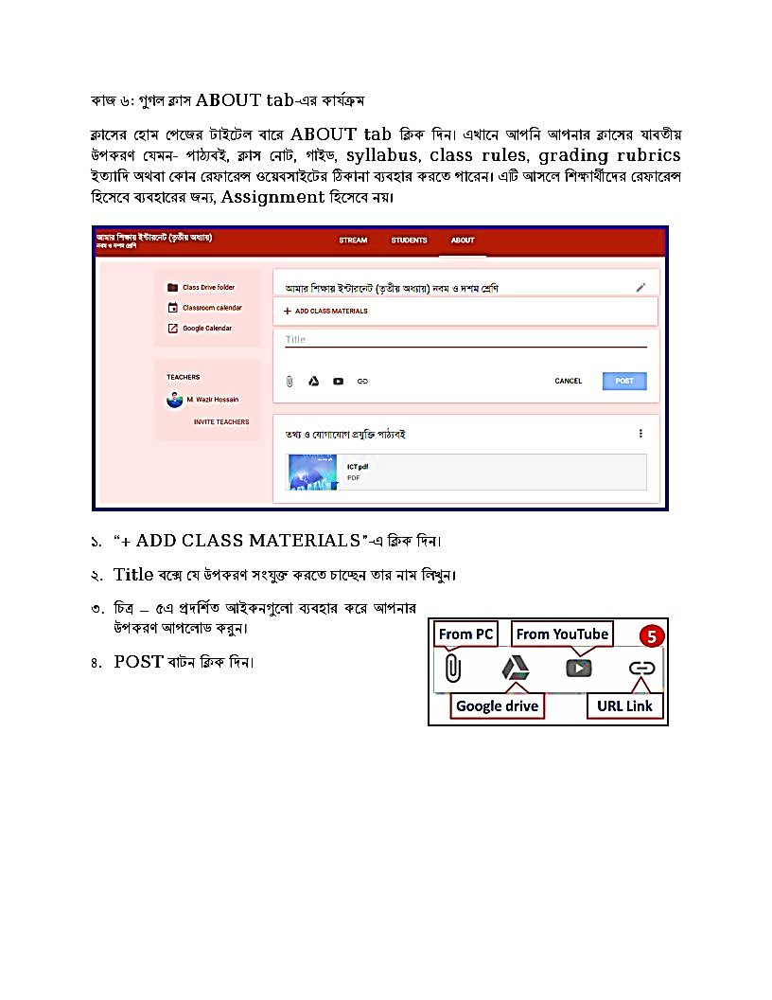 কাজ ৬: গুগল ক্লাস ABOUT tab-এর কার্যক্রম
ক্লাসের হোম পেজের টাইটেল বারে ABOUT tab ক্লিক দিন। এখানে আপনি আপনার ক্লাসের যাবতীয়
উপকরণ যেমন- পাঠ্যবই, ক্লাস নোট, গাইড, syllabus, class rules, grading rubrics
ইত্যাদি অথবা কোন রেফারেন্স ওয়েবসাইটের ঠিকানা ব্যবহার করতে পারেন। এটি আসলে শিক্ষার্থীদের রেফারেন্স
হিসেবে ব্যবহারের জন্য, Assignment হিসেবে নয়।
আমার শিক্ষায় ইন্টারনেট (তৃতীয় অধ্যায়)
নবম ও দশম শ্রেণি
STREAM STUDENTS ABOUT
Class Drive folder
Classroom calendar
Google Calendar
TEACHERS
M. Wazir Hossain
INVITE TEACHERS
আমার শিক্ষায় ইন্টারনেট (তৃতীয় অধ্যায়) নবম ও দশম শ্রেণি
+ ADD CLASS MATERIALS
Title
CANCEL POST
তথ্য ও যোগাযোগ প্রযুক্তি পাঠ্যবই
ICT.pdf
PDF
১. “+ ADD CLASS MATERIALS”-এ ক্লিক দিন।
২. Title বক্সে যে উপকরণ সংযুক্ত করতে চাচ্ছেন তার নাম লিখুন।
৩. চিত্র – ৫এ প্রদর্শিত আইকনগুলো ব্যবহার করে আপনার
উপকরণ আপলোড করুন।
৪. POST বাটন ক্লিক দিন।
From PC From YouTube 5
Google drive URL Link